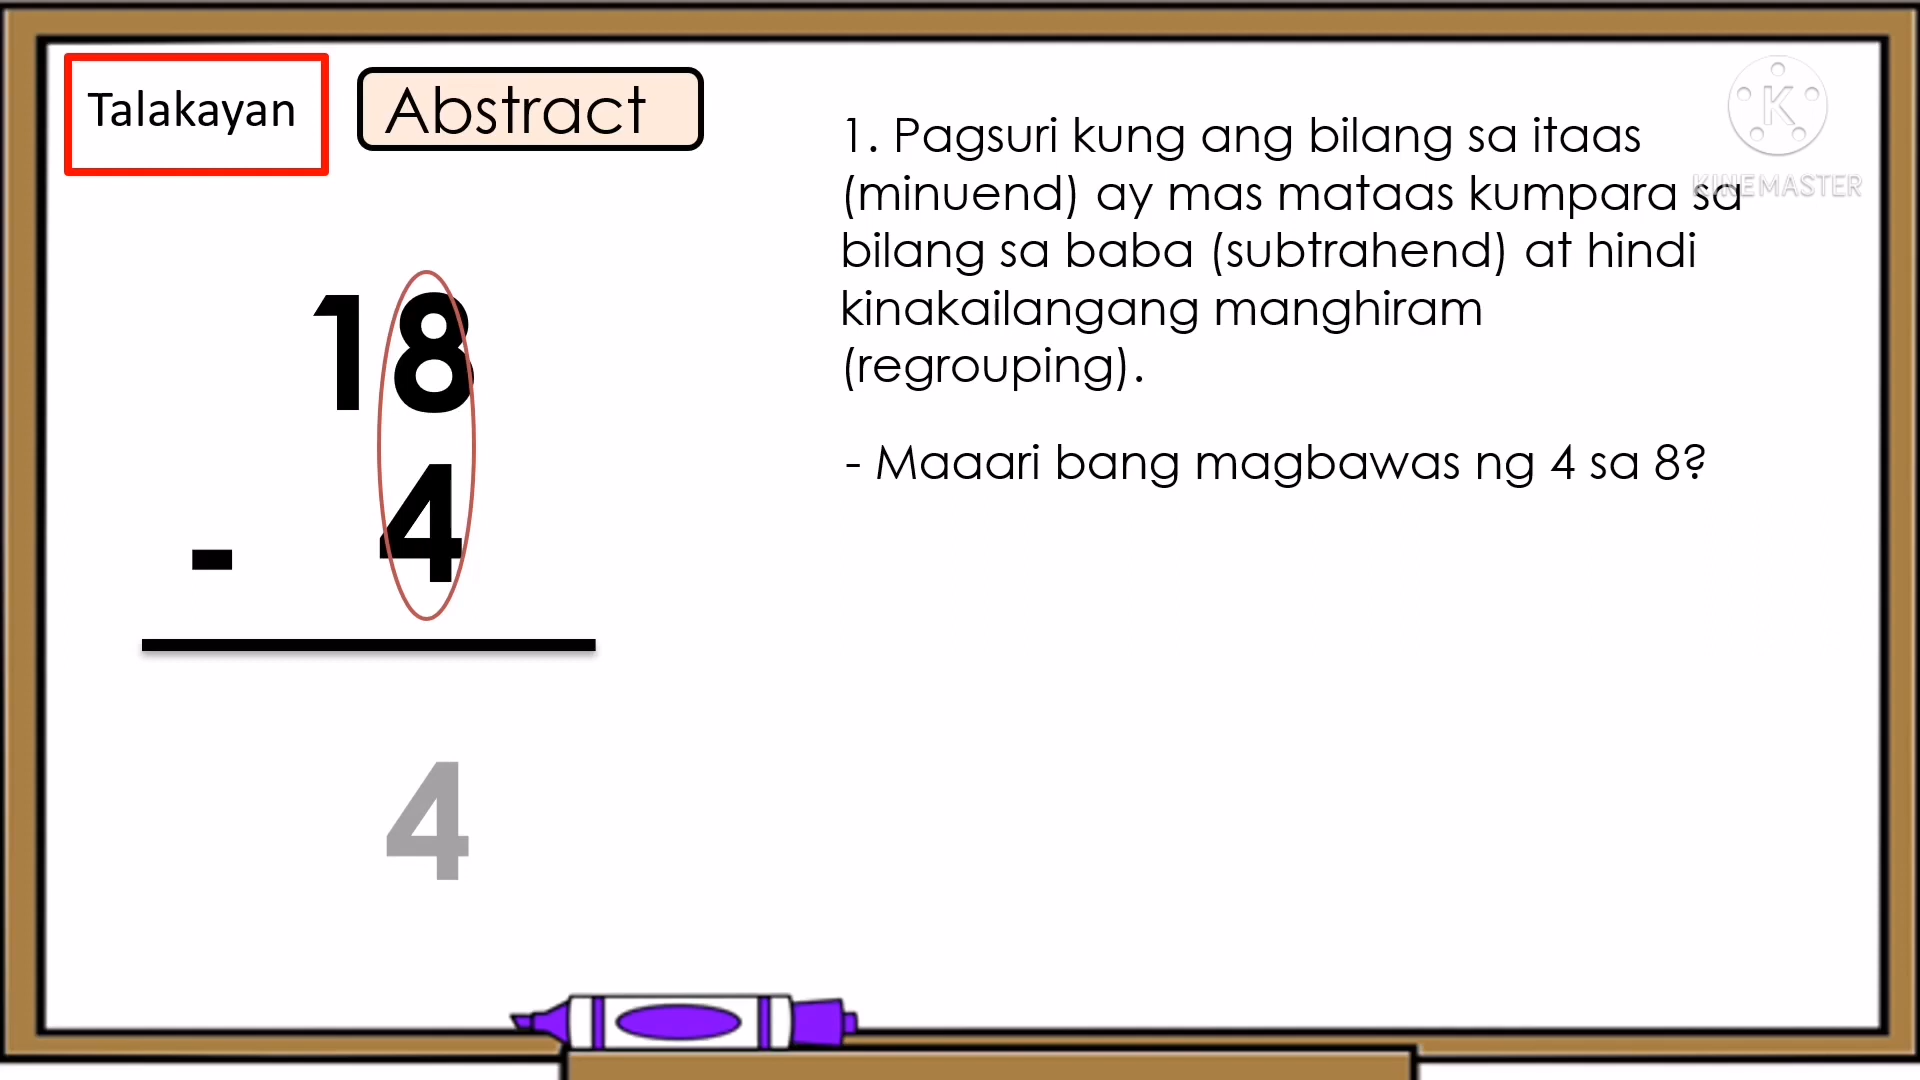 Talakayan
Abstract
18
- 4
4
1. Pagsuri kung ang bilang sa itaas
(minuend) ay mas mataas kumpara sa
bilang sa baba (subtrahend) at hindi
kinakailangang manghiram
(regrouping).
- Maaari bang magbawas ng 4 sa 8?
K
KINEMASTER